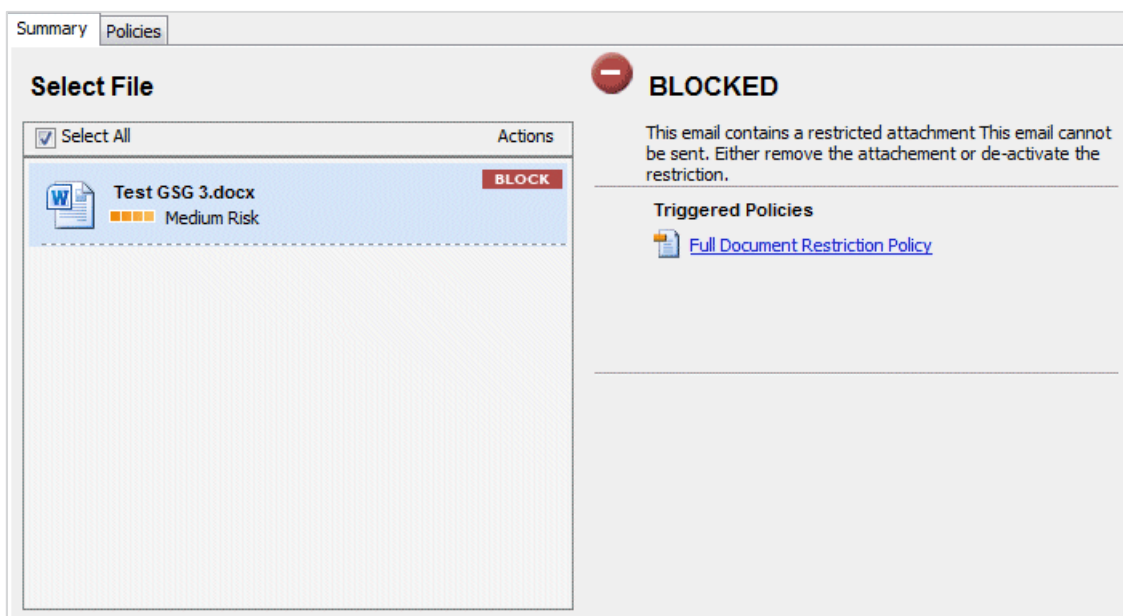 Summary
Policies
Select File
Select All
Actions
Test GSG 3.docx
BLOCK
Medium Risk
BLOCKED
This email contains a restricted attachment This email cannot
be sent. Either remove the attachement or de-activate the
restriction.
Triggered Policies
Full Document Restriction Policy